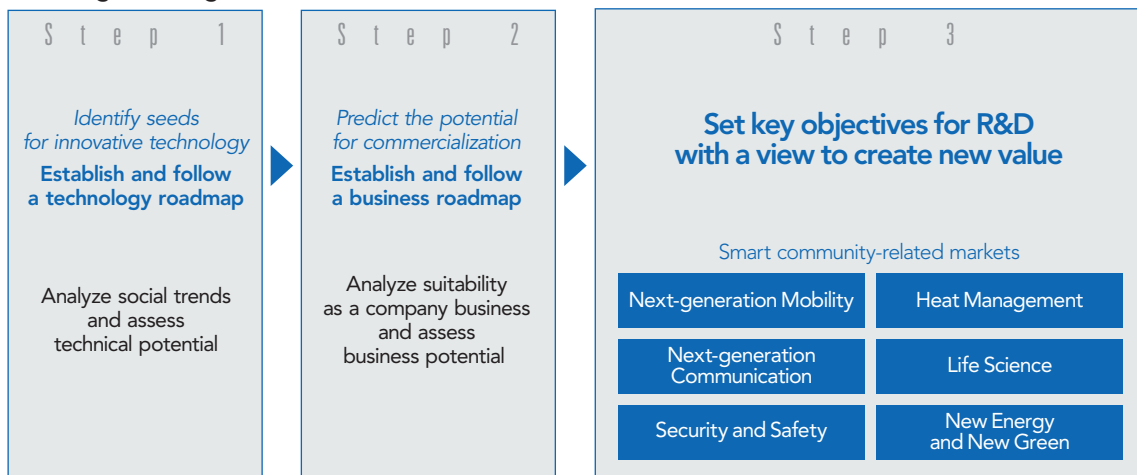 Step 1
Identify seeds
for innovative technology
Establish and follow
a technology roadmap
Analyze social trends
and assess
technical potential
Step 2
Predict the potential
for commercialization
Establish and follow
a business roadmap
Analyze suitability
as a company business
and assess
business potential
Step 3
Set key objectives for R&D
with a view to create new value
Smart community-related markets
Next-generation Mobility
Heat Management
Next-generation
Communication
Life Science
Security and Safety
New Energy
and New Green